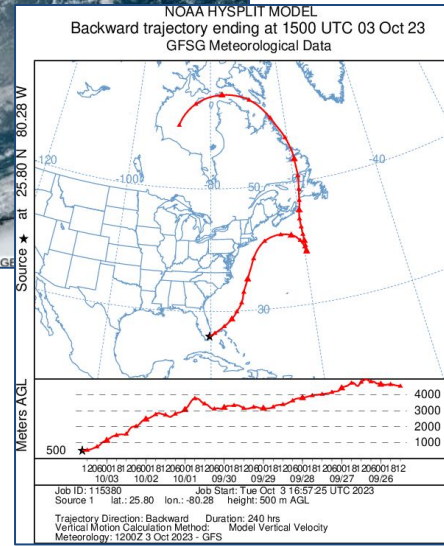 NOAA HYSPLIT MODEL
Backward trajectory ending at 1500 UTC 03 Oct 23
GFSG Meteorological Data
Source ★ at 25.80 N 80.28 W
-120
-100
-80
50
-40
30
Meters AGL
500
4000
3000
2000
1000
12060018120600181206001812060018120600181206001812060018120600181 2
10/03 10/02 10/01 09/30 09/29 09/28 09/27 09/26
Job ID: 115380 Job Start: Tue Oct 3 16:57:25 UTC 2023
Source 1 lat.: 25.80 lon.: -80.28 height: 500 m AGL
Trajectory Direction: Backward Duration: 240 hrs
Vertical Motion Calculation Method: Model Vertical Velocity
Meteorology: 1200Z 3 Oct 2023 - GFS